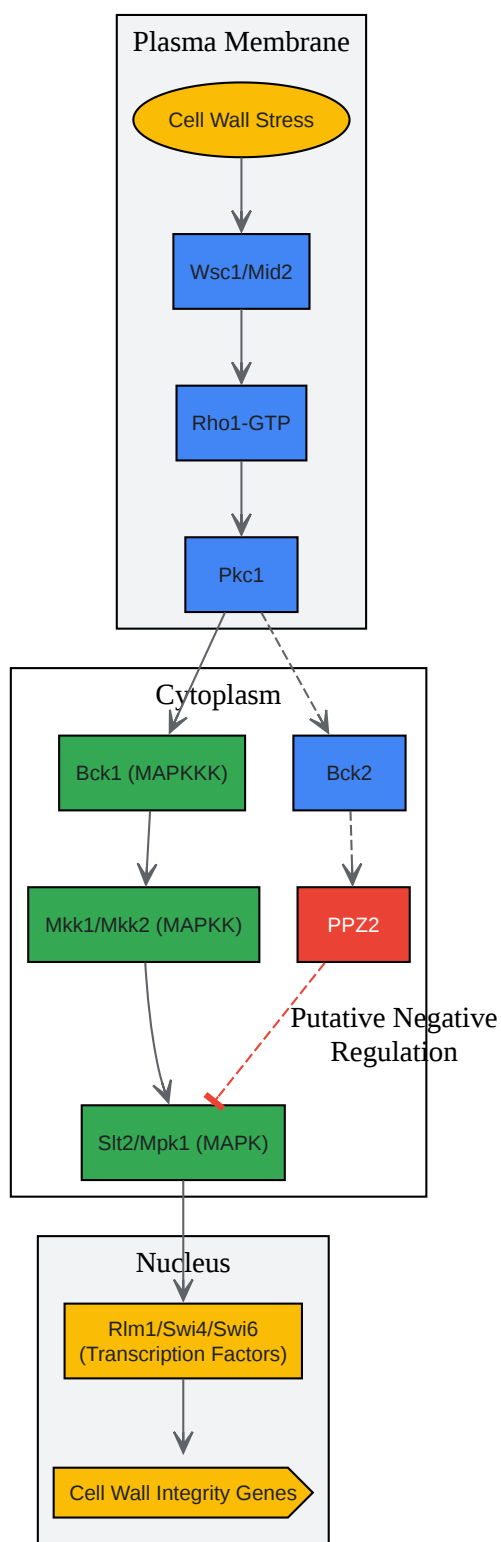 Plasma Membrane
Cell Wall Stress
Wsc1/Mid2
Rho1-GTP
Pkc1
Cytoplasm
Bck1 (MAPKKK)
Bck2
Mkk1/Mkk2 (MAPKK)
PPZ2
Putative Negative
Regulation
Slt2/Mpk1 (MAPK)
Nucleus
Rlm1/Swi4/Swi6
(Transcription Factors)
Cell Wall Integrity Genes